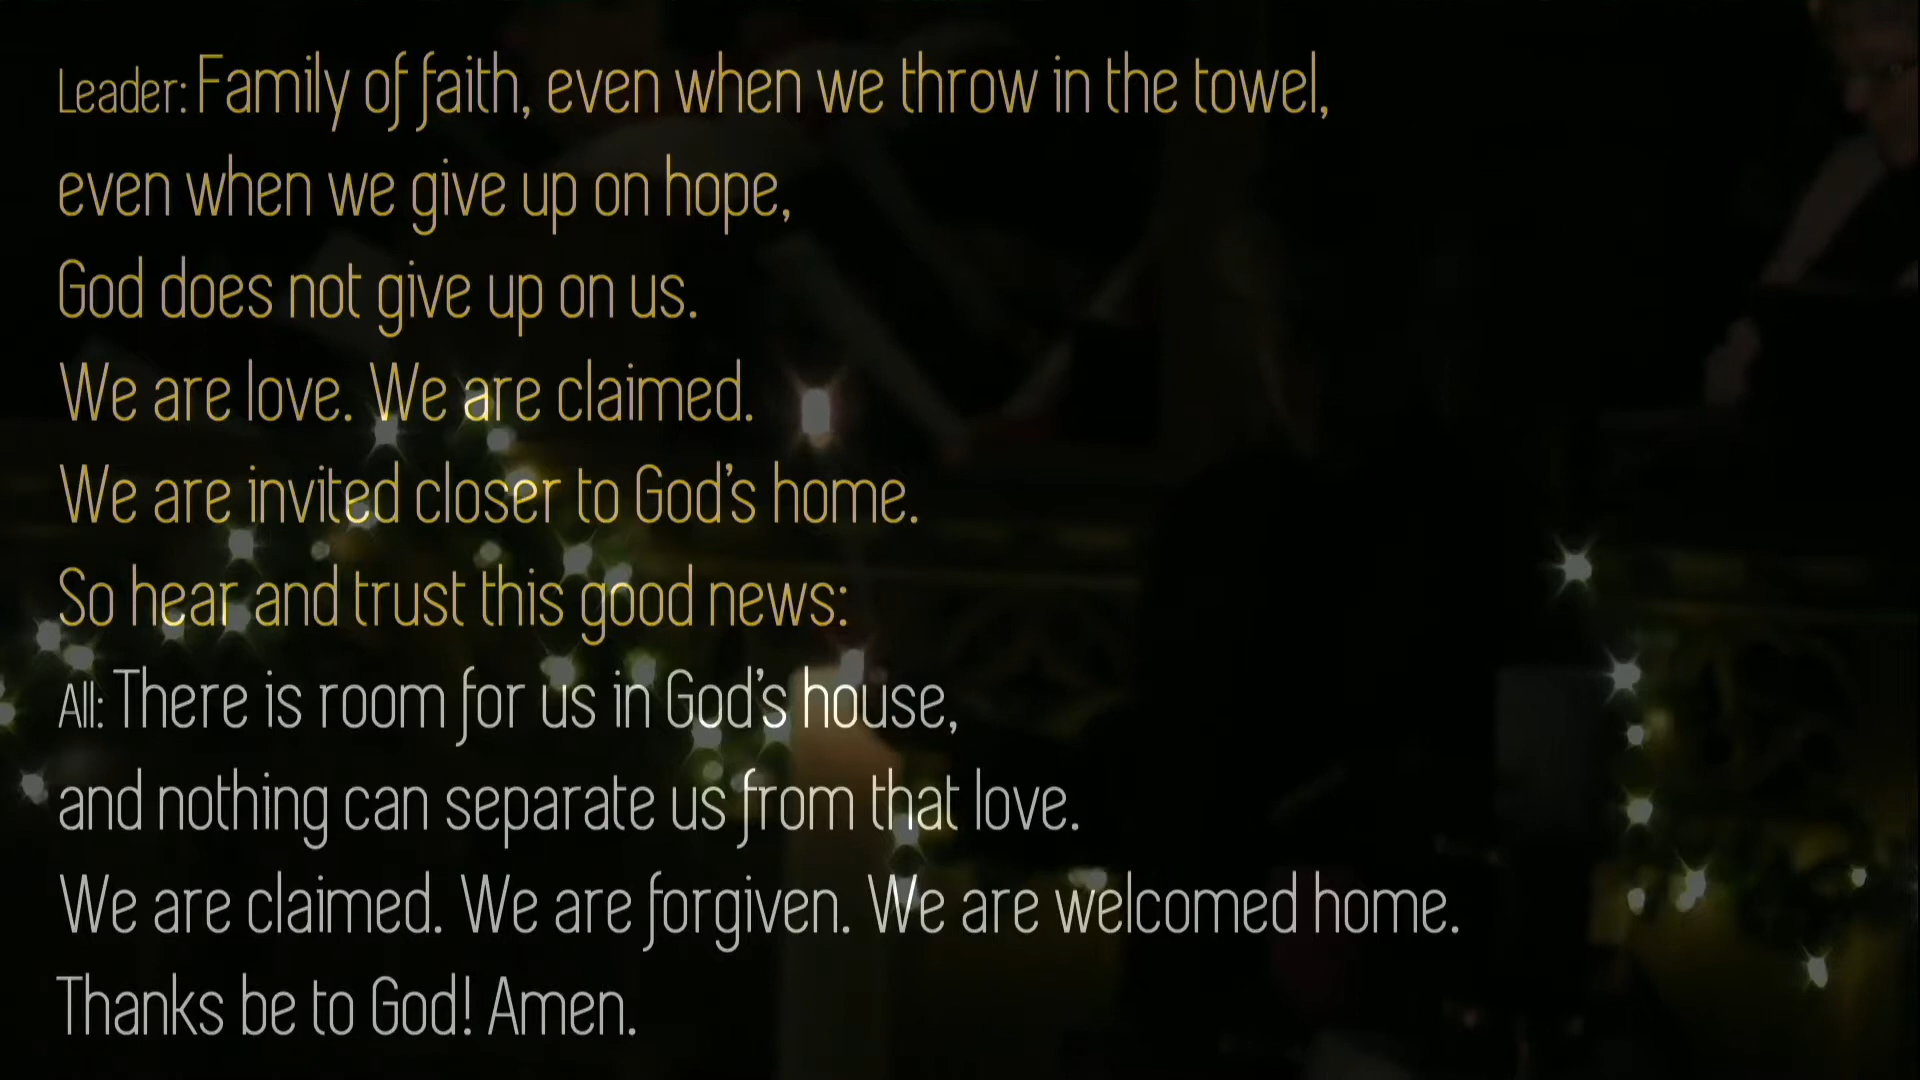 Leader: Family of faith, even when we throw in the towel,
even when we give up on hope,
God does not give up on us.
We are love. We are claimed.
We are invited closer to God’s home.
So hear and trust this good news:
All: There is room for us in God’s house,
and nothing can separate us from that love.
We are claimed. We are forgiven. We are welcomed home.
Thanks be to God! Amen.